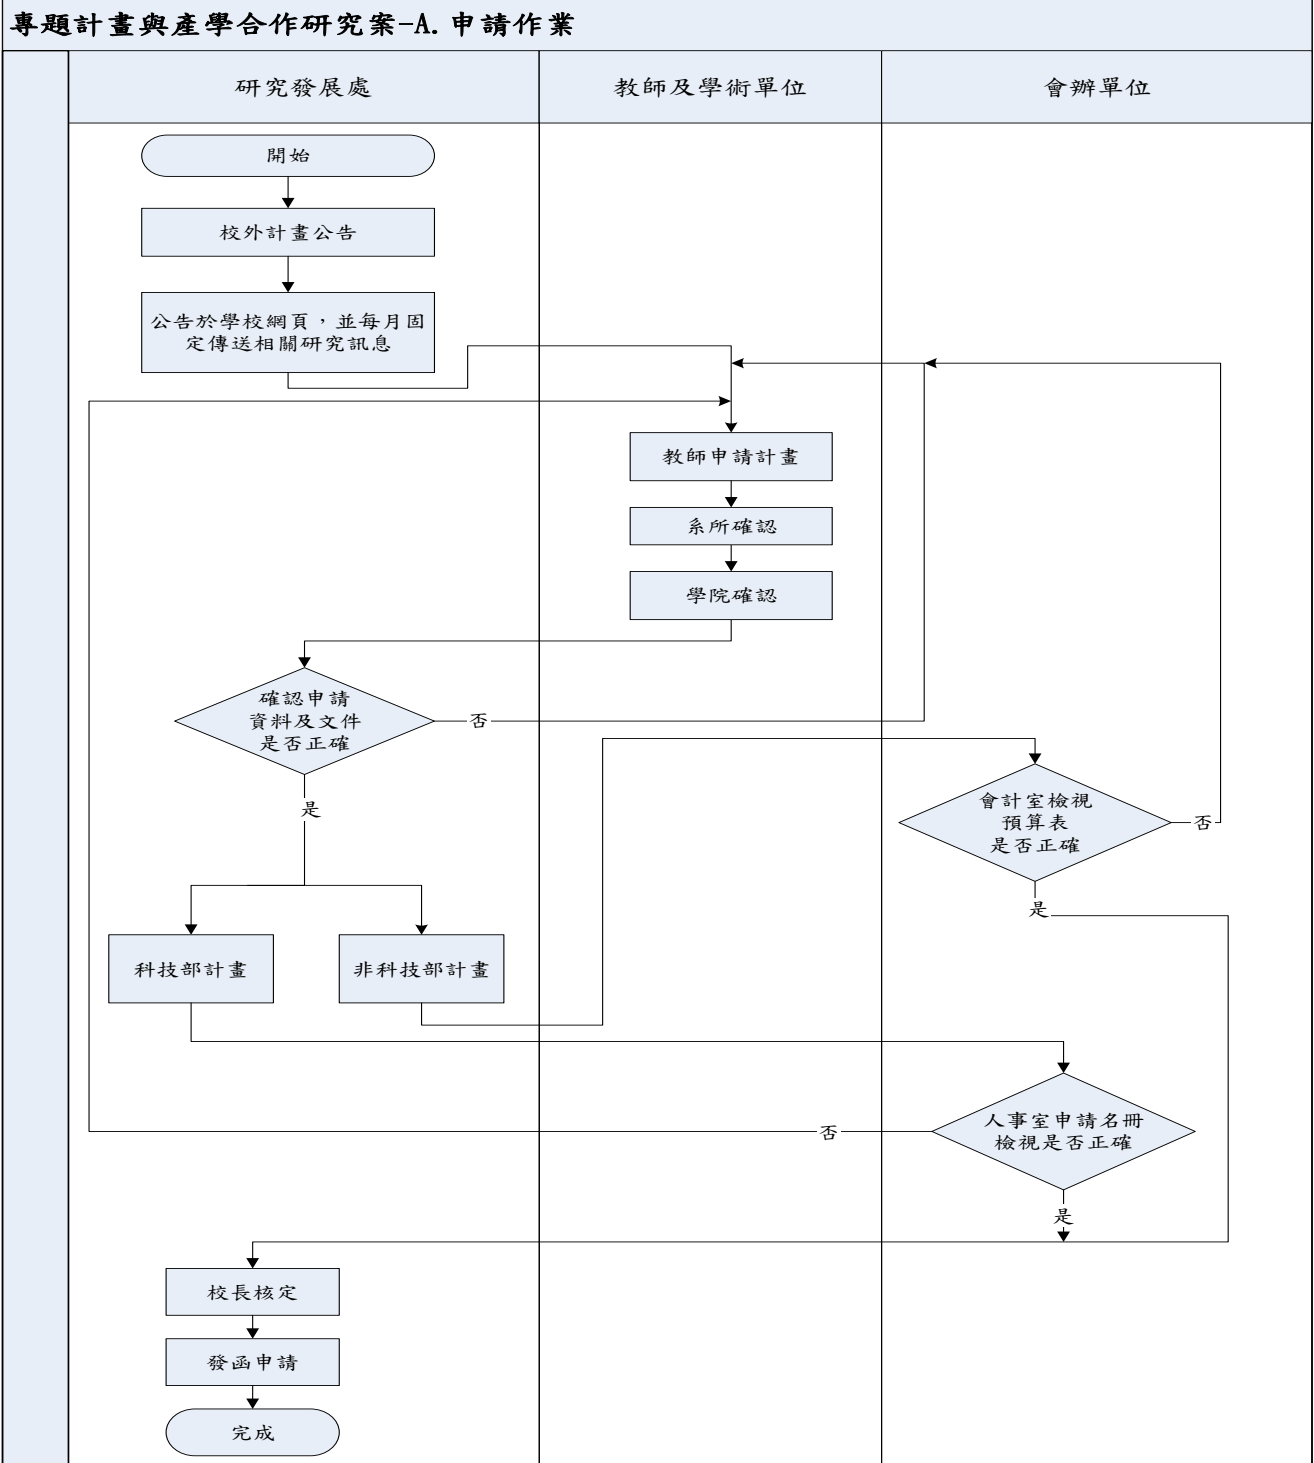 專題計畫與產學合作研究案-A.申請作業
研究發展處
教師及學術單位
會辦單位
開始
校外計畫公告
公告於學校網頁，並每月固
定傳送相關研究訊息
教師申請計畫
系所確認
學院確認
確認申請
資料及文件
是否正確
否
是
會計室檢視
預算表
是否正確
否
是
科技部計畫
非科技部計畫
人事室申請名冊
檢視是否正確
否
是
校長核定
發函申請
完成